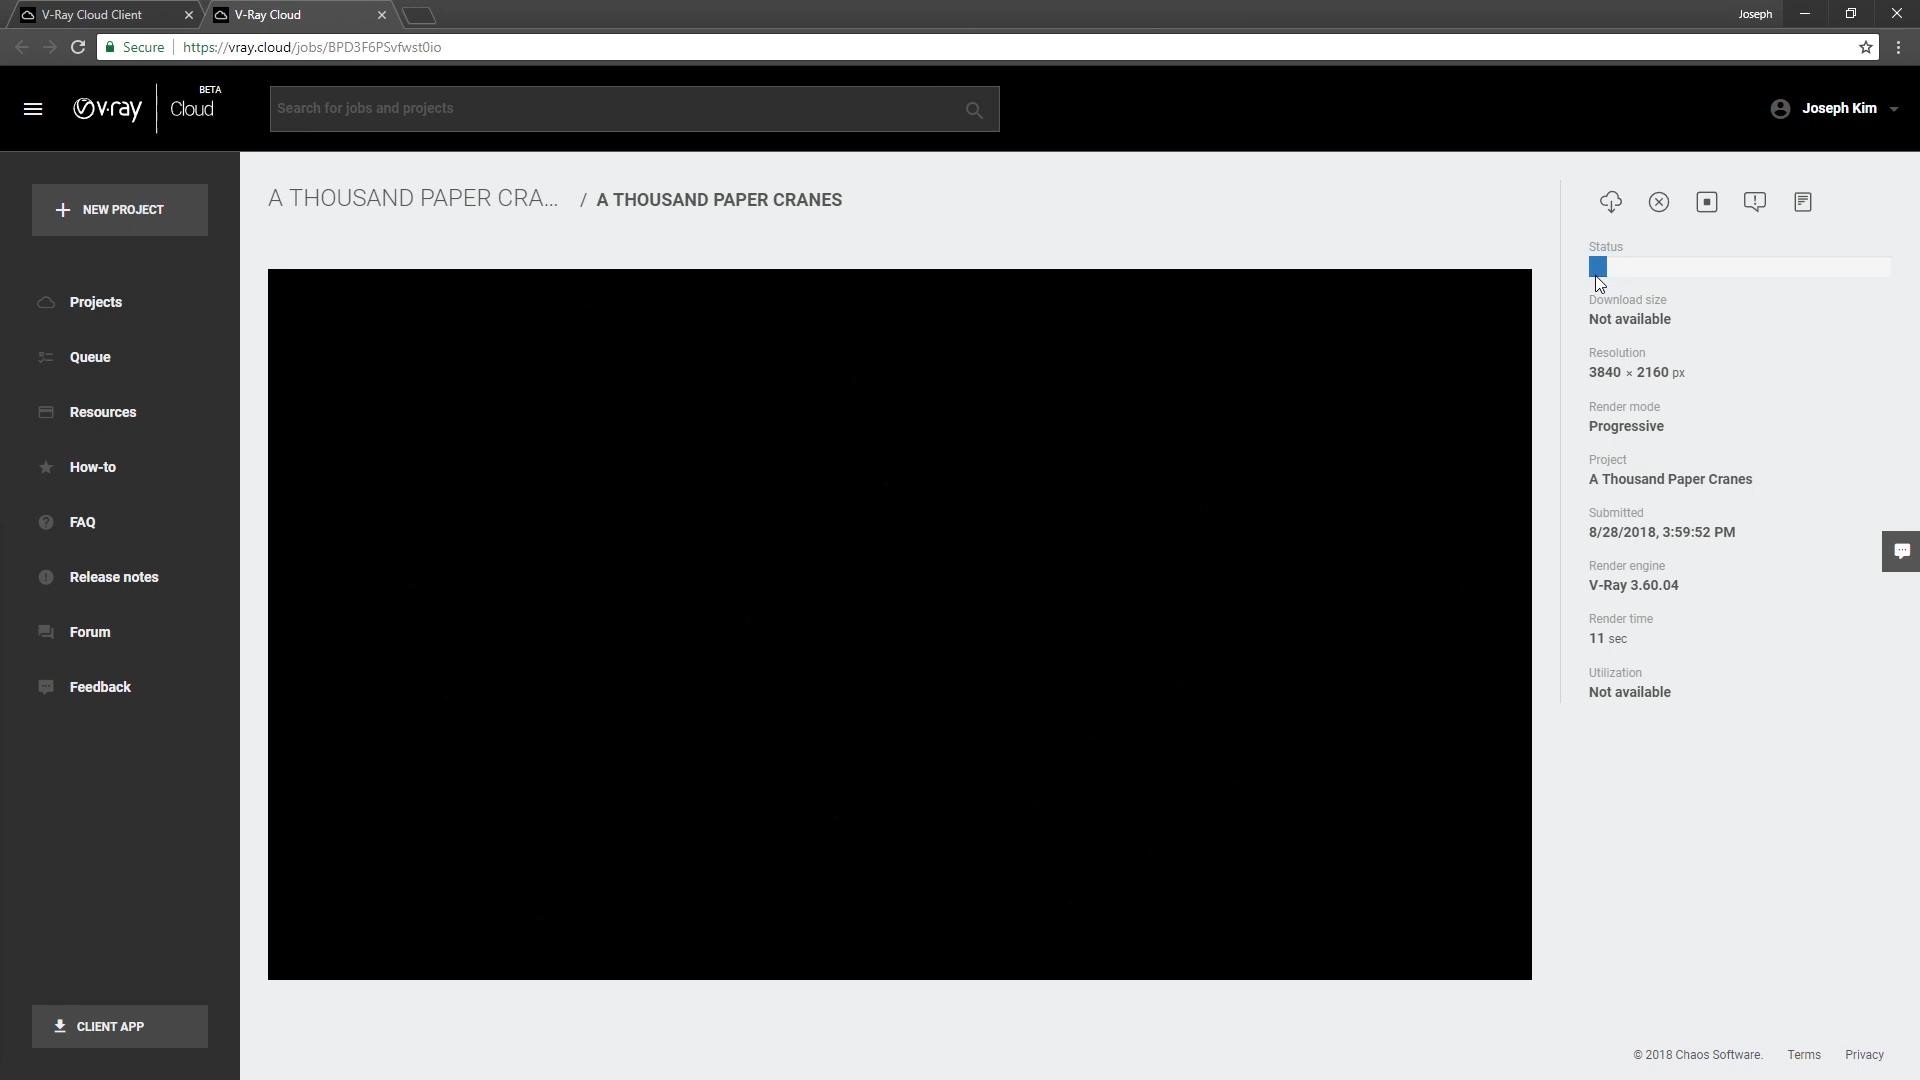 V-Ray Cloud Client
V-Ray Cloud
Joseph
Secure
https://vray.cloud/jobs/BPD3F6PSvfwst0io
v·ray
Cloud
BETA
Search for jobs and projects
Joseph Kim
NEW PROJECT
Projects
Queue
Resources
How-to
FAQ
Release notes
Forum
Feedback
CLIENT APP
A THOUSAND PAPER CRA... / A THOUSAND PAPER CRANES
Status
Download size
Not available
Resolution
3840 × 2160 px
Render mode
Progressive
Project
A Thousand Paper Cranes
Submitted
8/28/2018, 3:59:52 PM
Render engine
V-Ray 3.60.04
Render time
11 sec
Utilization
Not available
© 2018 Chaos Software. Terms Privacy